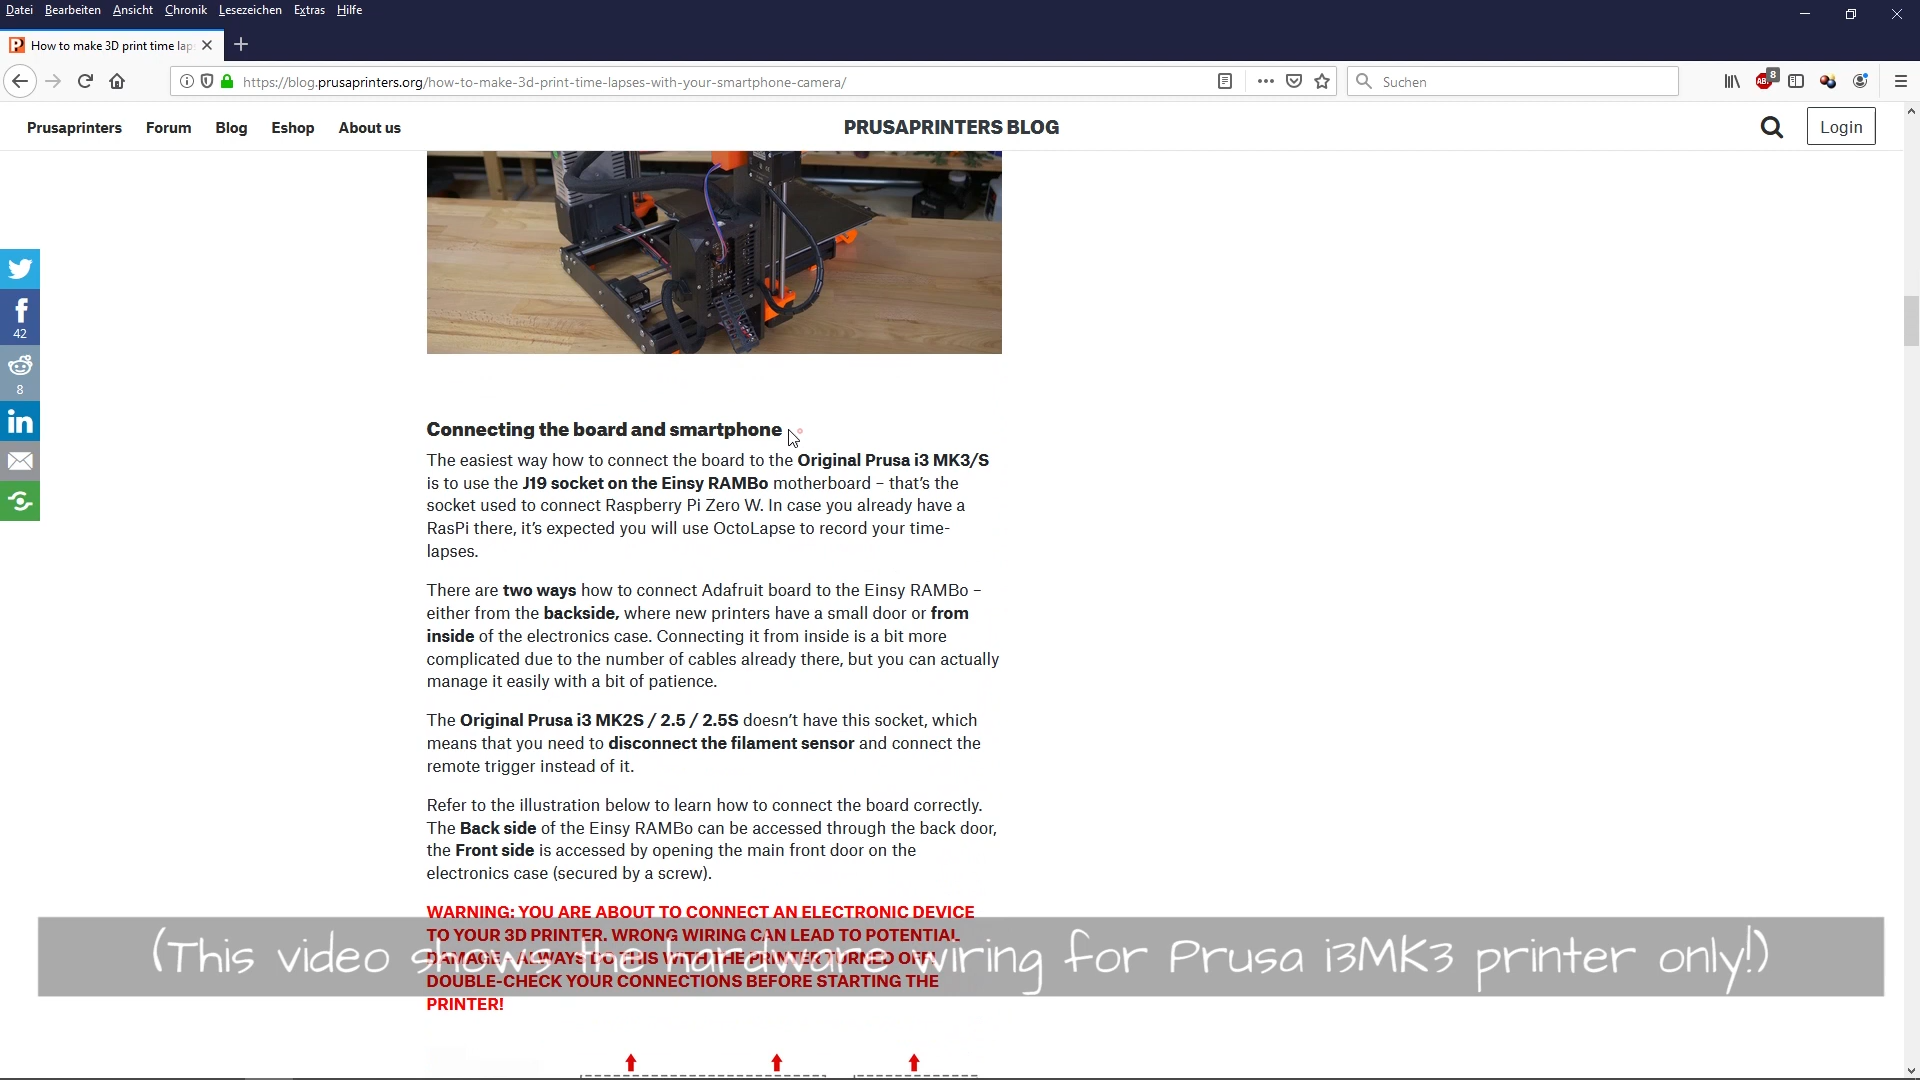 Datei Bearbeiten Ansicht Chronik Lesezeichen Extras Hilfe
How to make 3D print time lap
https://blog.prusaprinters.org/how-to-make-3d-print-time-lapses-with-your-smartphone-camera/
Suchen
8
Prusaprinters Forum Blog Eshop About us
PRUSAPRINTERS BLOG
Login
42
8
Connecting the board and smartphone
The easiest way how to connect the board to the Original Prusa i3 MK3/S
is to use the J19 socket on the Einsy RAMBo motherboard – that's the
socket used to connect Raspberry Pi Zero W. In case you already have a
RasPi there, it's expected you will use OctoLapse to record your time-
lapses.
There are two ways how to connect Adafruit board to the Einsy RAMBo –
either from the backside, where new printers have a small door or from
inside of the electronics case. Connecting it from inside is a bit more
complicated due to the number of cables already there, but you can actually
manage it easily with a bit of patience.
The Original Prusa i3 MK2S / 2.5 / 2.5S doesn't have this socket, which
means that you need to disconnect the filament sensor and connect the
remote trigger instead of it.
Refer to the illustration below to learn how to connect the board correctly.
The Back side of the Einsy RAMBo can be accessed through the back door,
the Front side is accessed by opening the main front door on the
electronics case (secured by a screw).
WARNING: YOU ARE ABOUT TO CONNECT AN ELECTRONIC DEVICE
TO YOUR 3D PRINTER. WRONG WIRING CAN LEAD TO POTENTIAL
DAMAGE – ALWAYS DO THIS WITH THE PRINTER TURNED OFF!
DOUBLE-CHECK YOUR CONNECTIONS BEFORE STARTING THE
PRINTER!
(This video shows the hardware wiring for Prusa i3MK3 printer only!)